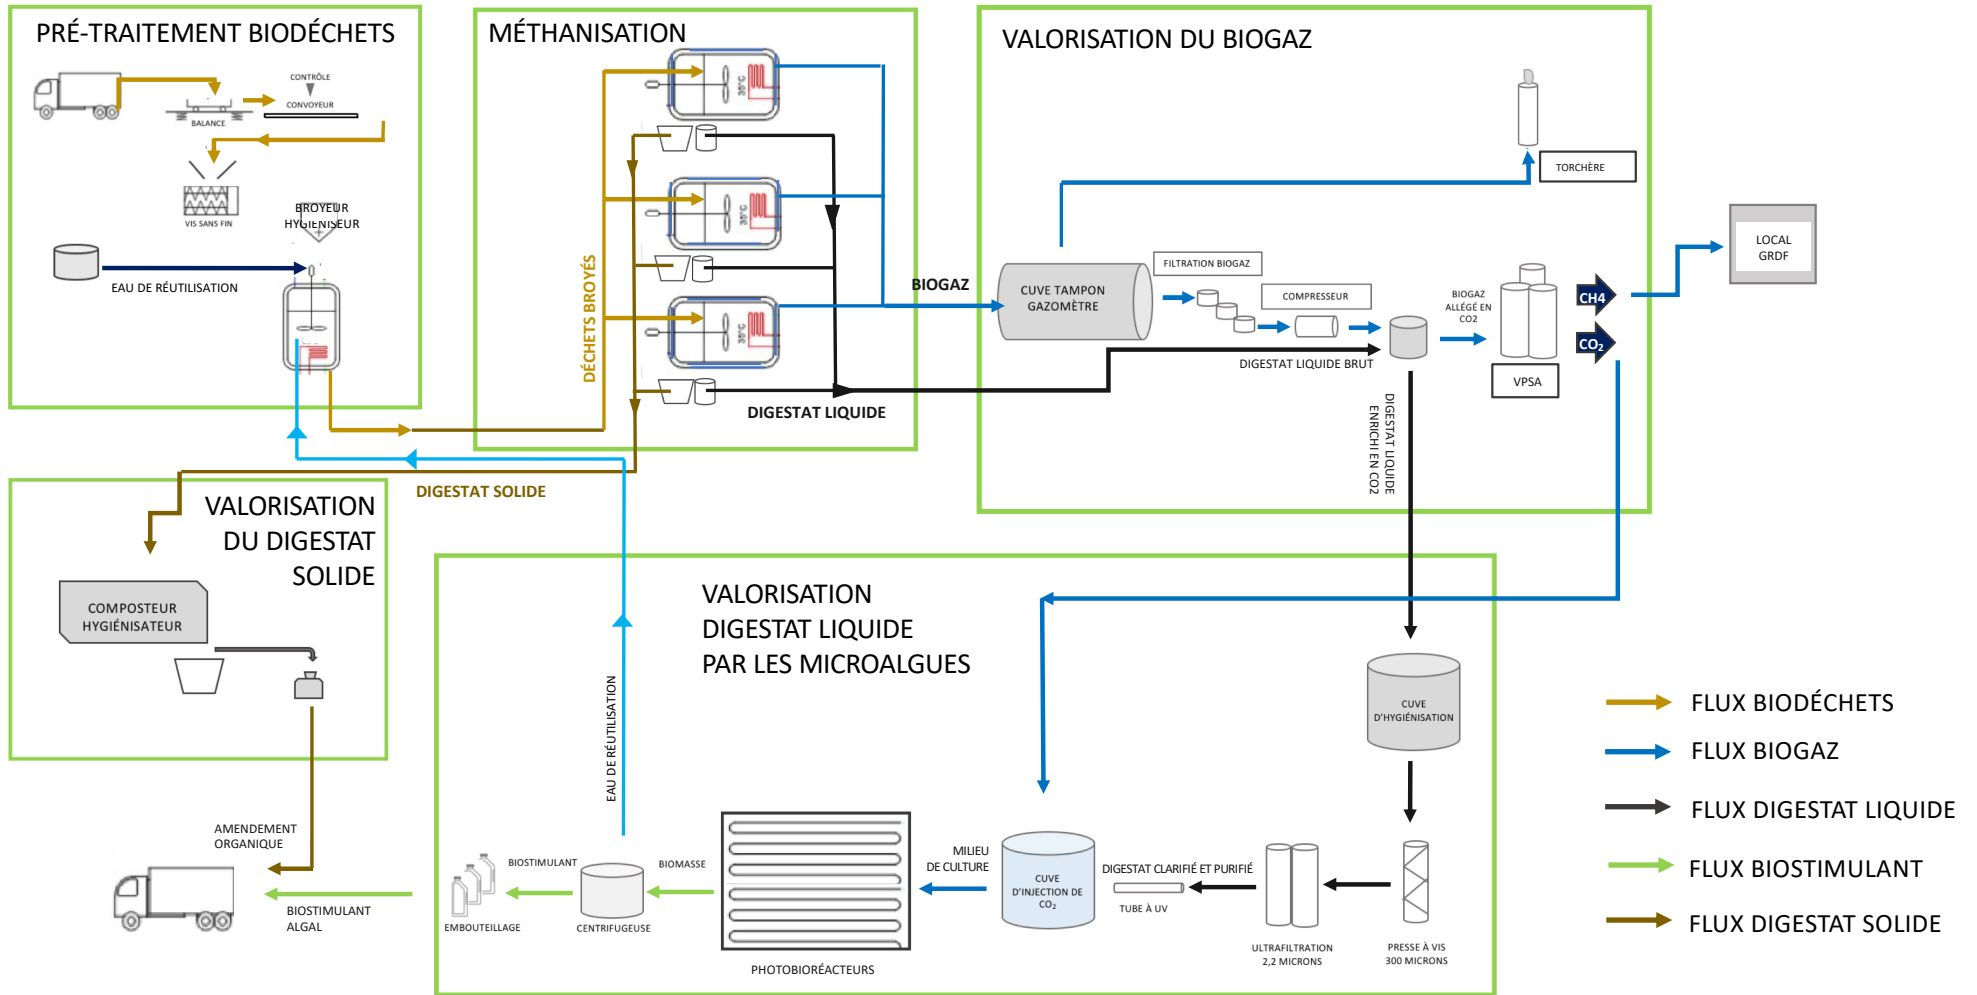 PRÉ-TRAITEMENT BIODÉCHETS
CONTRÔLE
CONVOYEUR
BALANCE
VIS SANS FIN
BROYEUR
HYGIÉNISEUR
EAU DE RÉUTILISATION
MÉTHANISATION
35°C
35°C
35°C
DÉCHETS BROYÉS
DIGESTAT LIQUIDE
BIOGAZ
VALORISATION DU BIOGAZ
TORCHÈRE
LOCAL
GRDF
CUVE TAMPON
GAZOMÈTRE
FILTRATION BIOGAZ
COMPRESSEUR
BIOGAZ
ALLÉGÉ EN
CO2
CH4
CO₂
VPSA
DIGESTAT LIQUIDE BRUT
DIGESTAT LIQUIDE
ENRICHI EN CO2
DIGESTAT SOLIDE
VALORISATION
DU DIGESTAT
SOLIDE
COMPOSTEUR
HYGIÉNISATEUR
AMENDEMENT
ORGANIQUE
BIOSTIMULANT
ALGAL
VALORISATION
DIGESTAT LIQUIDE
PAR LES MICROALGUES
EAU DE RÉUTILISATION
CUVE
D'HYGIÉNISATION
PRESSE À VIS
300 MICRONS
ULTRAFILTRATION
2,2 MICRONS
DIGESTAT CLARIFIÉ ET PURIFIÉ
TUBE À UV
CUVE
D'INJECTION DE
CO₂
MILIEU
DE CULTURE
PHOTOBIORÉACTEURS
BIOMASSE
CENTRIFUGEUSE
BIOSTIMULANT
EMBOUTEILLAGE
FLUX BIODÉCHETS
FLUX BIOGAZ
FLUX DIGESTAT LIQUIDE
FLUX BIOSTIMULANT
FLUX DIGESTAT SOLIDE